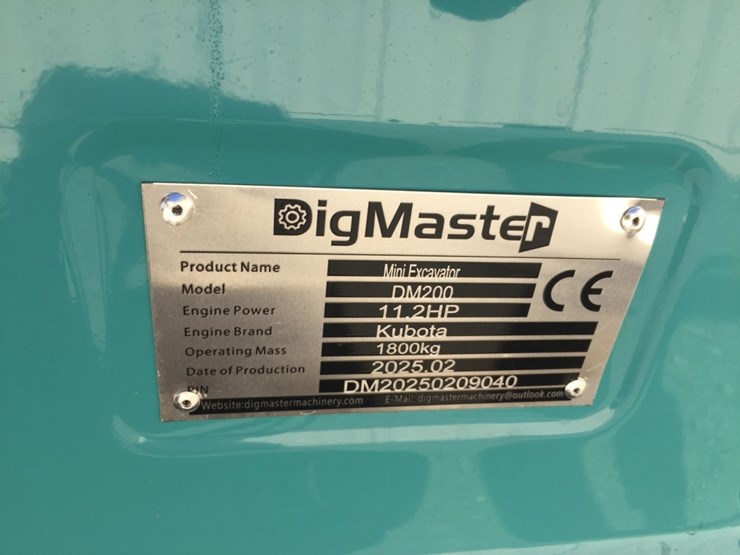 DigMaster
Product Name Mini Excavator
Model DM200
CE
Engine Power 11.2HP
Engine Brand Kubota
Operating Mass 1800kg
Date of Production 2025.02
PIN DM20250209040
Website:digmastermachinery.com E-Mail: digmastermachinery@outlook.com